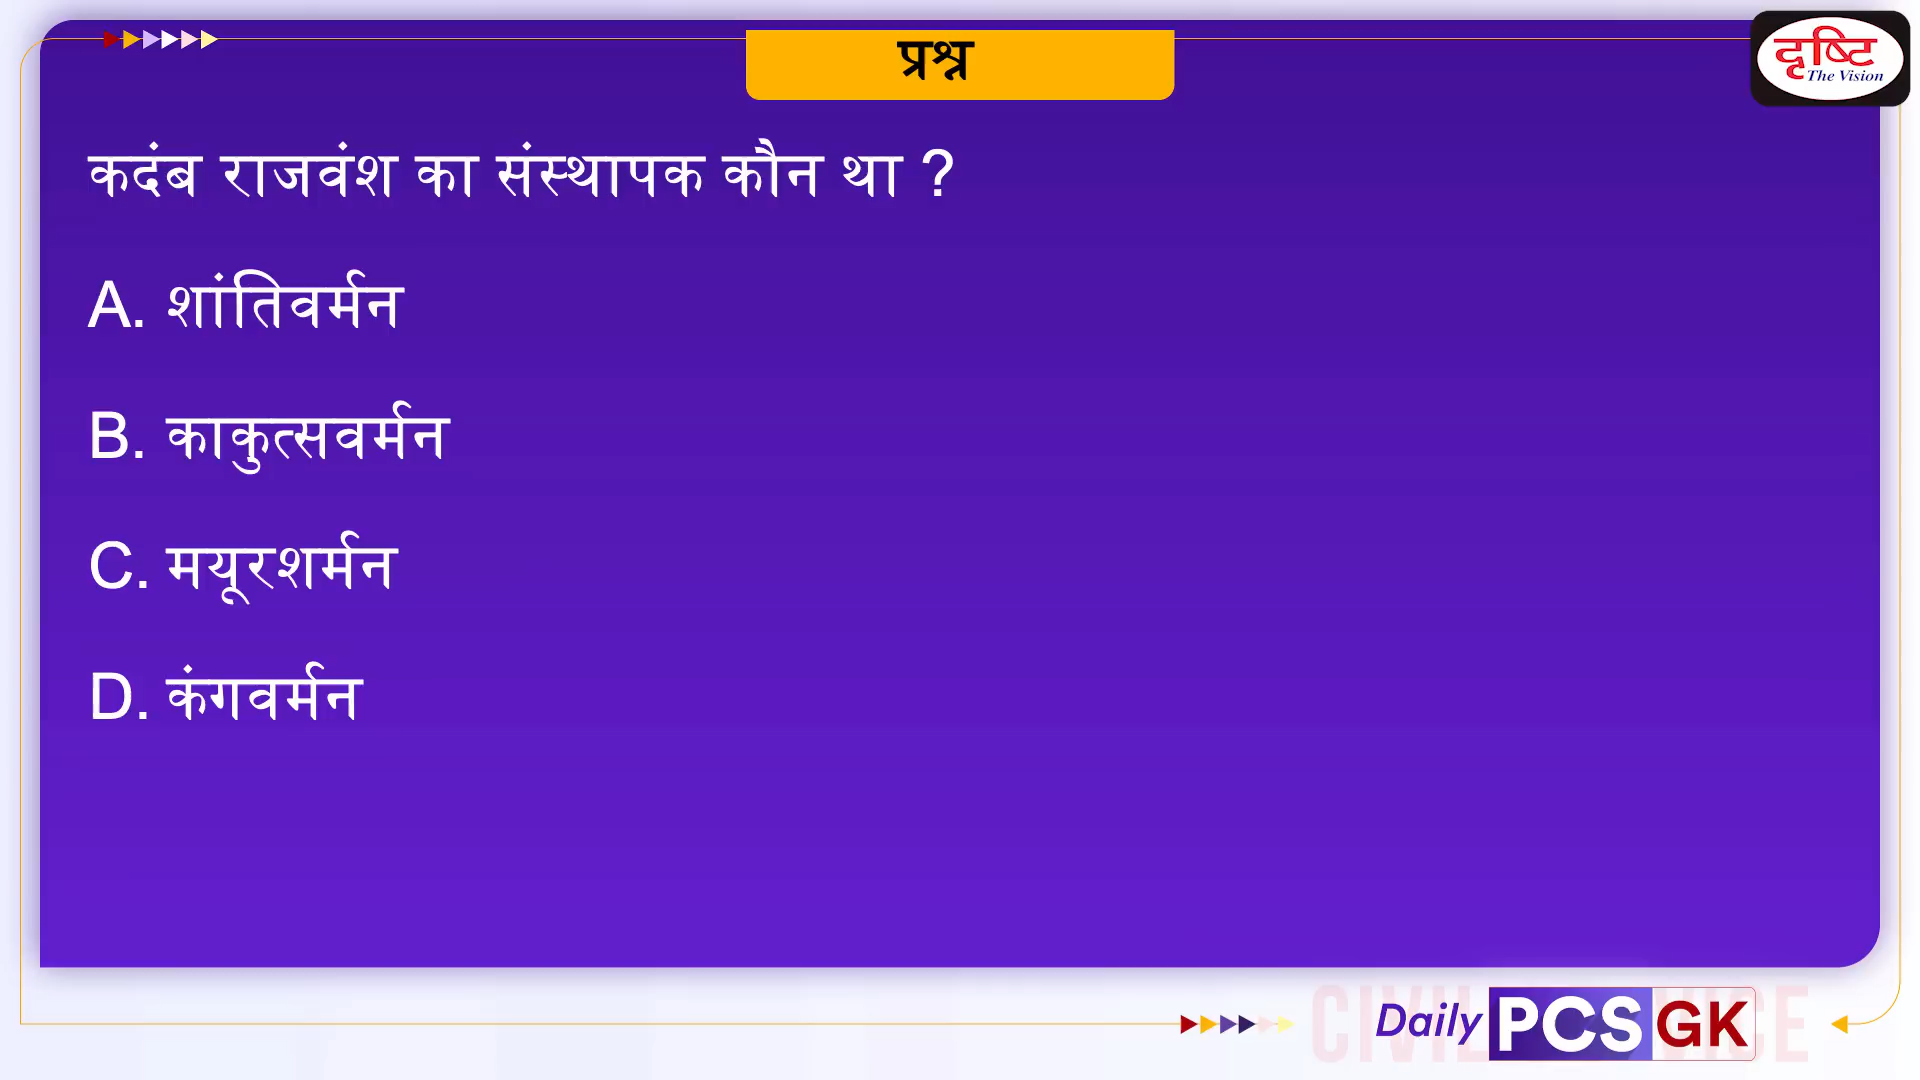 प्रश्न
दृष्टि
The Vision
कदंब राजवंश का संस्थापक कौन था ?
A. शांतिवर्मन
B. काकुत्सवर्मन
C. मयूरशर्मन
D. कंगवर्मन
Daily PCS GK